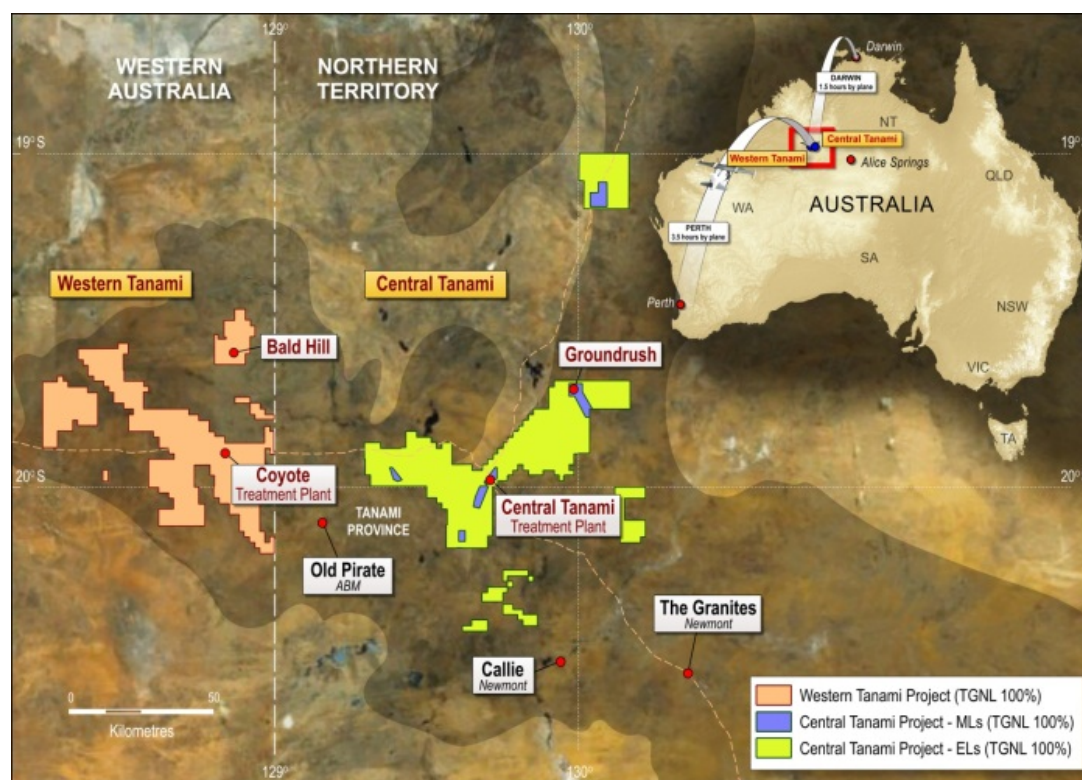 129°
130°
WESTERN
AUSTRALIA
NORTHERN
TERRITORY
Darwin
DARWIN
1.5 hours by plane
NT
19°S
19°
Central Tanami
Western Tanami
Alice Springs
QLD
WA
AUSTRALIA
PERTH
3.5 hours by plane
SA
Perth
NSW
VIC
TA
Western Tanami
Central Tanami
Bald Hill
Groundrush
Coyote
Treatment Plant
20°S
20°
Central Tanami
Treatment Plant
TANAMI
PROVINCE
Old Pirate
ABM
The Granites
Newmont
Callie
Newmont
0 50
Kilometres
Western Tanami Project (TGNL 100%)
Central Tanami Project - MLs (TGNL 100%)
Central Tanami Project - ELs (TGNL 100%)
129°
130°